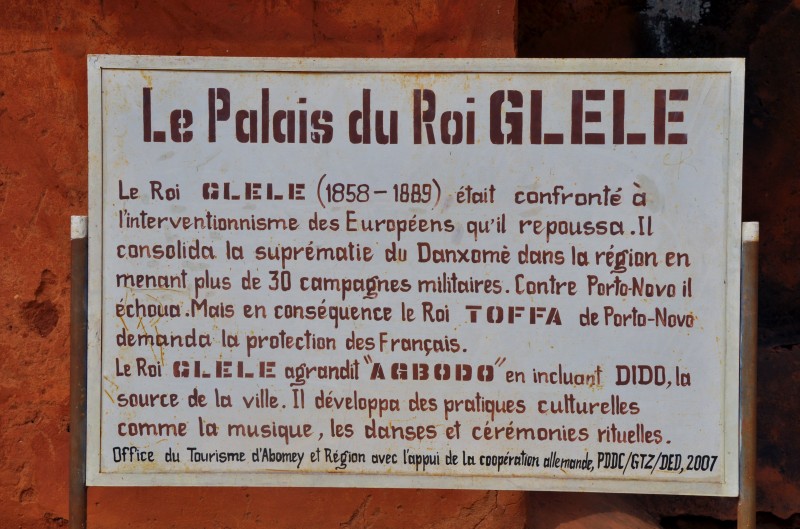 Le Palais du Roi GLELE
Le Roi GLELE (1858-1889) était confronté à
l'interventionnisme des Européens qu'il repoussa. Il
consolida la suprématie du Danxomè dans la région en
menant plus de 30 campagnes militaires. Contre Porto-Novo il
échoua. Mais en conséquence le Roi TOFFA de Porto-Novo
demanda la protection des Français.
Le Roi GLELE agrandit "AGBODO" en incluant DIDO, la
source de la ville. Il développa des pratiques culturelles
comme la musique, les danses et cérémonies rituelles.
Office du Tourisme d'Abomey et Région avec l'appui de la coopération allemande, PDDC/GTZ/DED, 2007